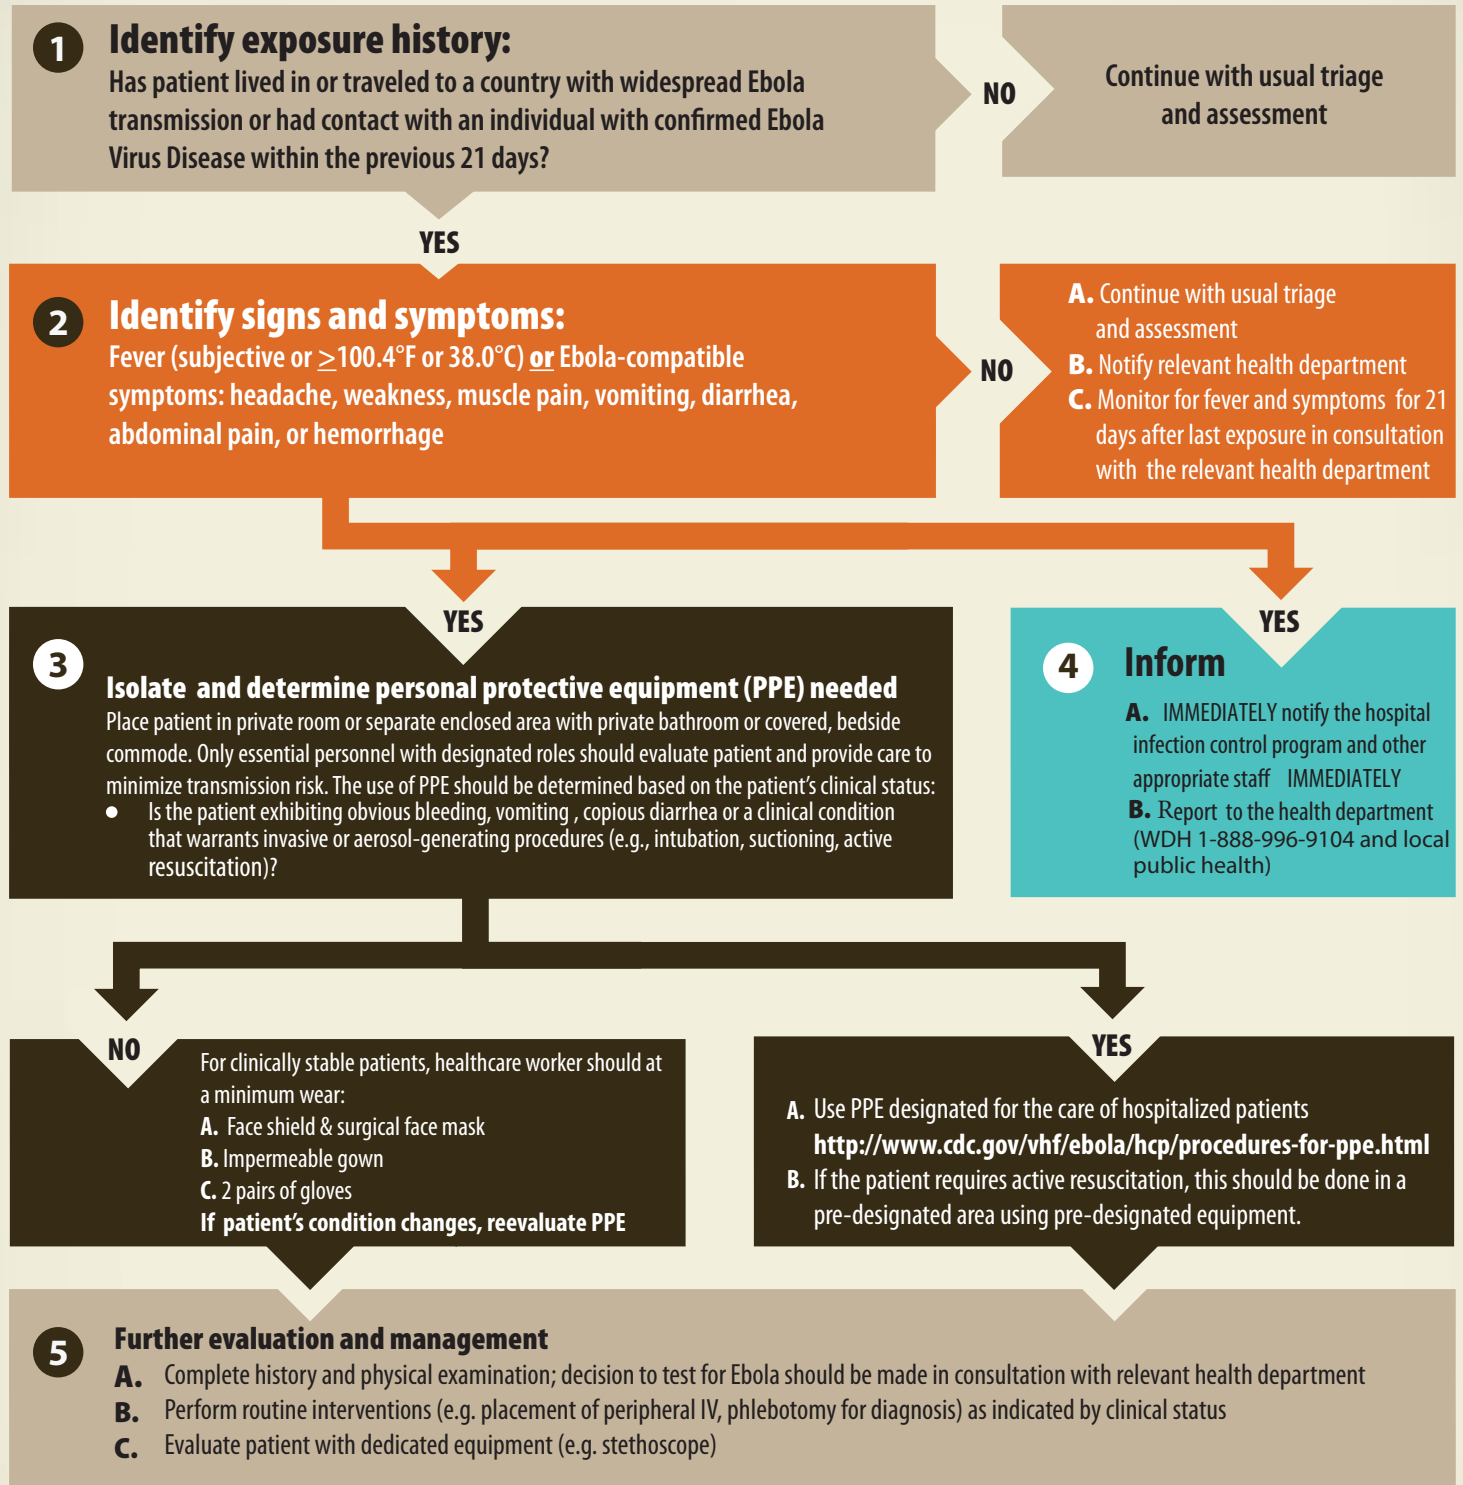 1 Identify exposure history:
Has patient lived in or traveled to a country with widespread Ebola
transmission or had contact with an individual with confirmed Ebola
Virus Disease within the previous 21 days?
NO
Continue with usual triage
and assessment
YES
2 Identify signs and symptoms:
Fever (subjective or ≥100.4°F or 38.0°C) or Ebola-compatible
symptoms: headache, weakness, muscle pain, vomiting, diarrhea,
abdominal pain, or hemorrhage
NO
A. Continue with usual triage
and assessment
B. Notify relevant health department
C. Monitor for fever and symptoms for 21
days after last exposure in consultation
with the relevant health department
YES
3
Isolate and determine personal protective equipment (PPE) needed
Place patient in private room or separate enclosed area with private bathroom or covered, bedside
commode. Only essential personnel with designated roles should evaluate patient and provide care to
minimize transmission risk. The use of PPE should be determined based on the patient's clinical status:
● Is the patient exhibiting obvious bleeding, vomiting , copious diarrhea or a clinical condition
that warrants invasive or aerosol-generating procedures (e.g., intubation, suctioning, active
resuscitation)?
YES
4 Inform
A. IMMEDIATELY notify the hospital
infection control program and other
appropriate staff IMMEDIATELY
B. Report to the health department
(WDH 1-888-996-9104 and local
public health)
NO
For clinically stable patients, healthcare worker should at
a minimum wear:
A. Face shield & surgical face mask
B. Impermeable gown
C. 2 pairs of gloves
If patient's condition changes, reevaluate PPE
YES
A. Use PPE designated for the care of hospitalized patients
http://www.cdc.gov/vhf/ebola/hcp/procedures-for-ppe.html
B. If the patient requires active resuscitation, this should be done in a
pre-designated area using pre-designated equipment.
5 Further evaluation and management
A. Complete history and physical examination; decision to test for Ebola should be made in consultation with relevant health department
B. Perform routine interventions (e.g. placement of peripheral IV, phlebotomy for diagnosis) as indicated by clinical status
C. Evaluate patient with dedicated equipment (e.g. stethoscope)